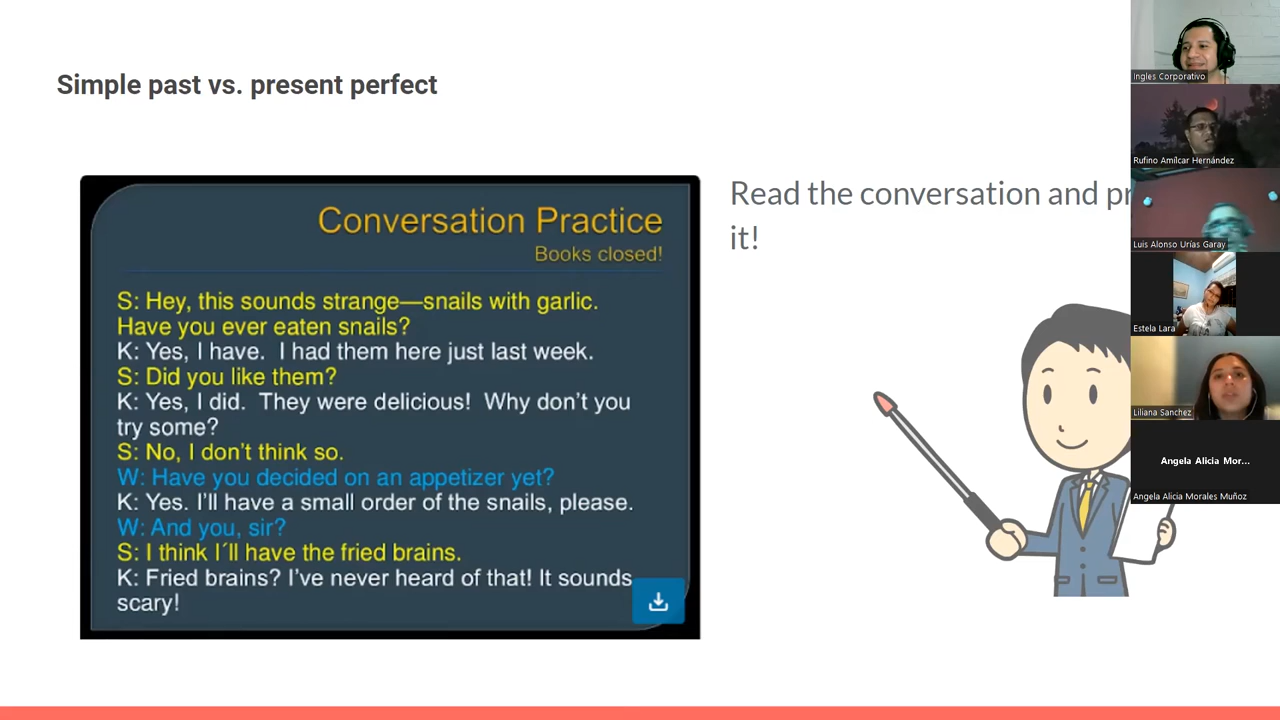 Simple past vs. present perfect
Conversation Practice
Books closed!
S: Hey, this sounds strange—snails with garlic.
Have you ever eaten snails?
K: Yes, I have.  I had them here just last week.
S: Did you like them?
K: Yes, I did.  They were delicious!  Why don't you
try some?
S: No, I don't think so.
W: Have you decided on an appetizer yet?
K: Yes. I'll have a small order of the snails, please.
W: And you, sir?
S: I think I´ll have the fried brains.
K: Fried brains? I've never heard of that! It sounds
scary!
Read the conversation and
it!
Ingles Corporativo
Rufino Amílcar Hernández
Luis Alonso Urías Garay
Estela Lara
Liliana Sanchez
Angela Alicia Mor...
Angela Alicia Morales Muñoz